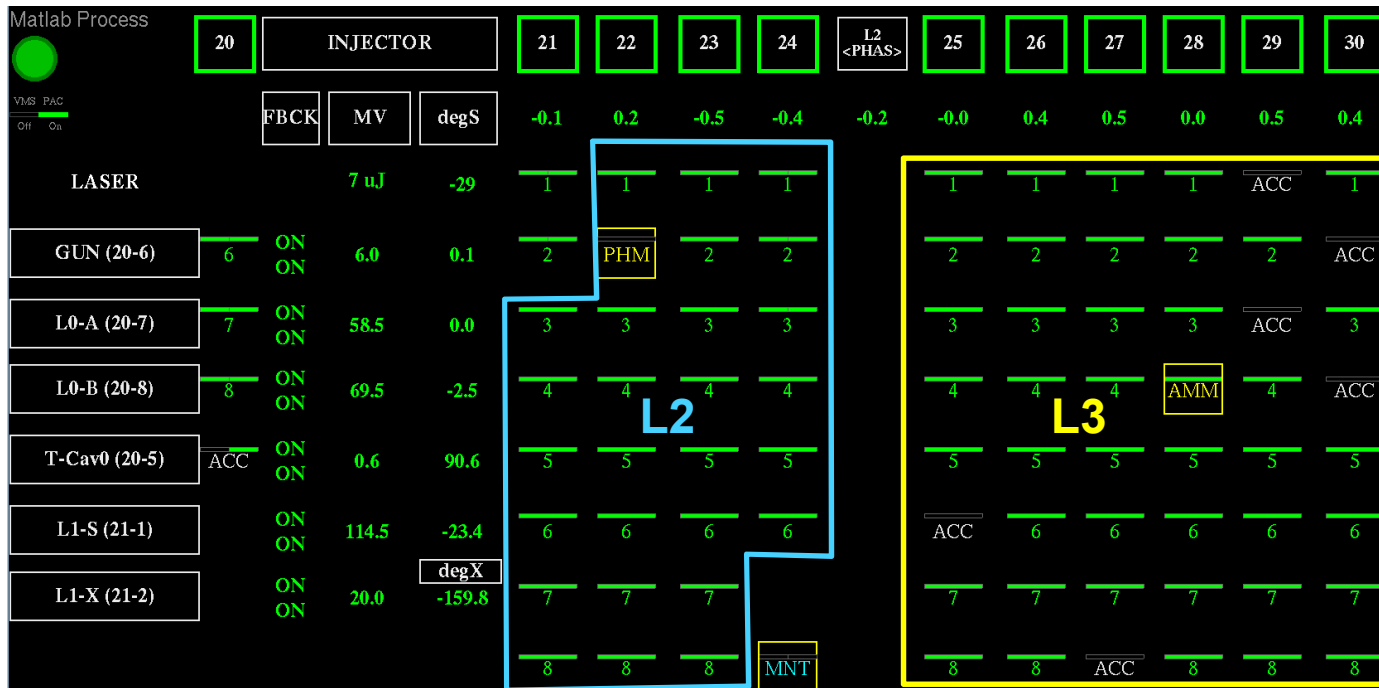 Matlab Process
20 INJECTOR 21 22 23 24 L2 <PHAS> 25 26 27 28 29 30
VMS PAC
Off On
FBCK MV degS -0.1 0.2 -0.5 -0.4 -0.2 -0.0 0.4 0.5 0.0 0.5 0.4
LASER 7 uJ -29 1 1 1 1 1 1 1 1 ACC 1
GUN (20-6) 6 ON ON 6.0 0.1 2 PHM 2 2 2 2 2 2 2 ACC
L0-A (20-7) 7 ON ON 58.5 0.0 3 3 3 3 3 3 3 3 ACC 3
L0-B (20-8) 8 ON ON 69.5 -2.5 4 4 4 4 4 4 4 AMM 4 ACC
L2 L3
T-Cav0 (20-5) ACC ON ON 0.6 90.6 5 5 5 5 5 5 5 5 5 5
L1-S (21-1) ON ON 114.5 -23.4 6 6 6 6 ACC 6 6 6 6 6
degX
L1-X (21-2) ON ON 20.0 -159.8 7 7 7 7 7 7 7 7 7
8 8 8 MNT 8 8 ACC 8 8 8